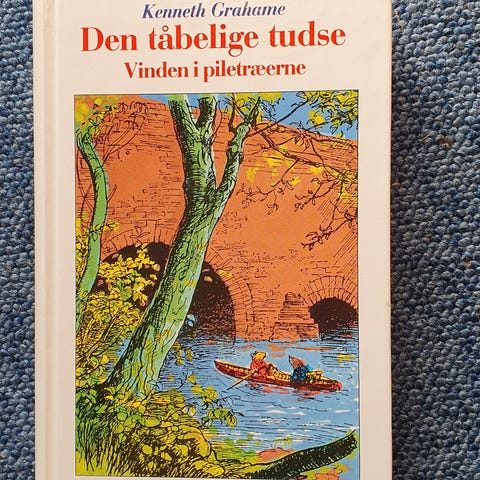 Kenneth Grahame
Den tåbelige tudse
Vinden i piletræerne